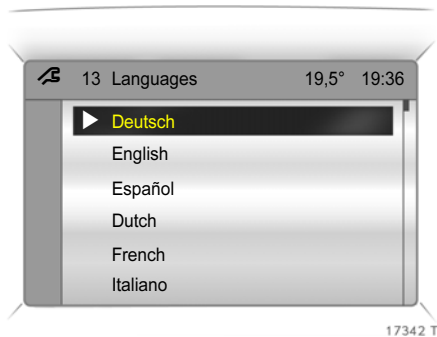 13 Languages 19,5° 19:36
Deutsch
English
Español
Dutch
French
Italiano
17342 T